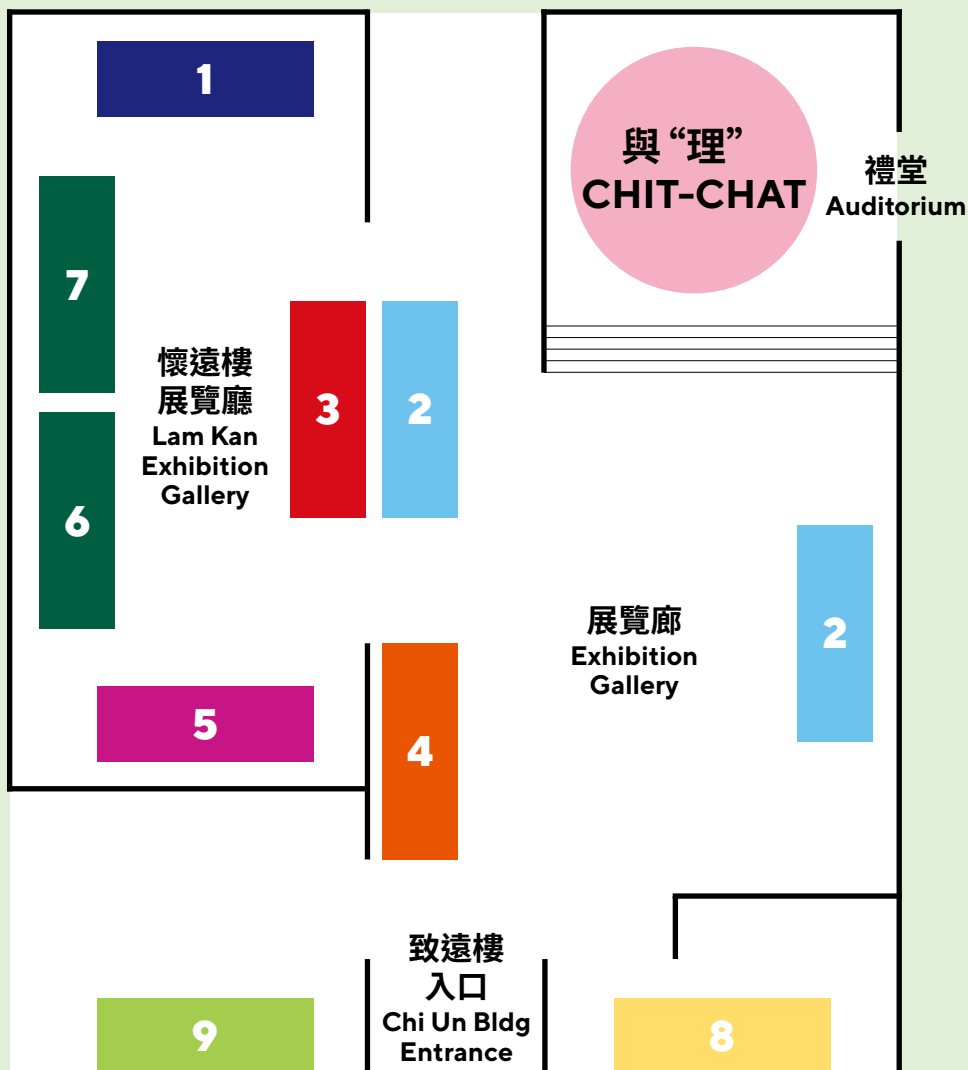 1
與 “理”
CHIT-CHAT
禮堂
Auditorium
7
懷遠樓
展覽廳
Lam Kan
Exhibition
Gallery
3
2
6
展覽廊
Exhibition
Gallery
2
5
4
致遠樓
入口
Chi Un Bldg
Entrance
9
8